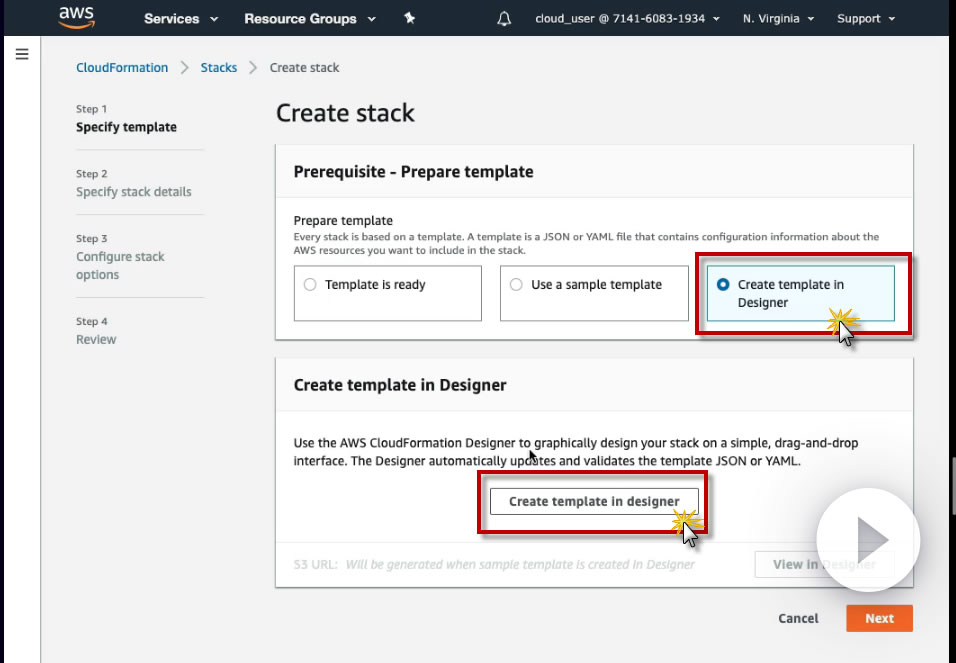 aws
Services
Resource Groups
cloud_user @ 7141-6083-1934
N. Virginia
Support
CloudFormation
Stacks
Create stack
Step 1
Specify template
Step 2
Specify stack details
Step 3
Configure stack
options
Step 4
Review
Create stack
Prerequisite - Prepare template
Prepare template
Every stack is based on a template. A template is a JSON or YAML file that contains configuration information about the
AWS resources you want to include in the stack.
Template is ready
Use a sample template
Create template in
Designer
Create template in Designer
Use the AWS CloudFormation Designer to graphically design your stack on a simple, drag-and-drop
interface. The Designer automatically updates and validates the template JSON or YAML.
Create template in designer
S3 URL: Will be generated when sample template is created in Designer
View in Designer
Cancel
Next